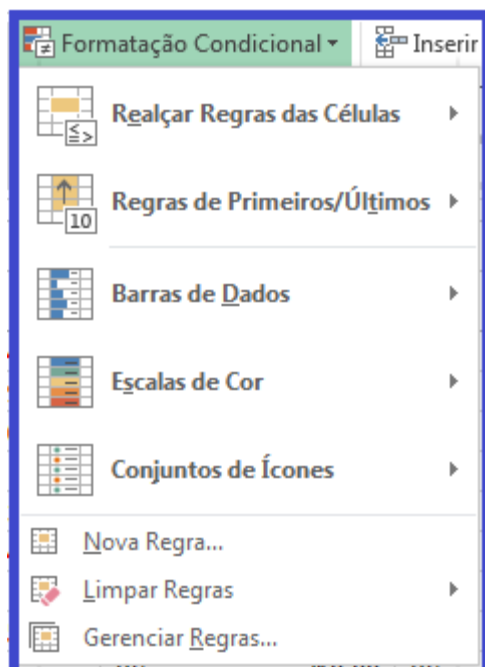 Formatação Condicional Inserir
≤ >
Realçar Regras das Células
10
Regras de Primeiros/Últimos
Barras de Dados
Escalas de Cor
Conjuntos de Ícones
Nova Regra...
Limpar Regras
Gerenciar Regras...